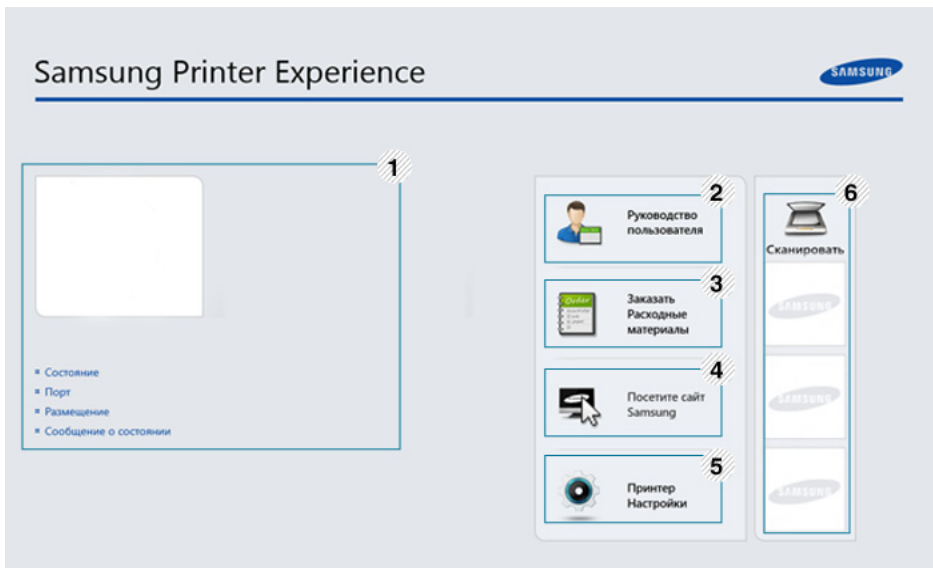 Samsung Printer Experience
SAMSUNG
1
Состояние
Порт
Размещение
Сообщение о состоянии
2
Руководство
пользователя
3
Order
Заказать
Расходные
материалы
4
Посетите сайт
Samsung
5
Принтер
Настройки
6
Сканировать
SAMSUNG
SAMSUNG
SAMSUNG